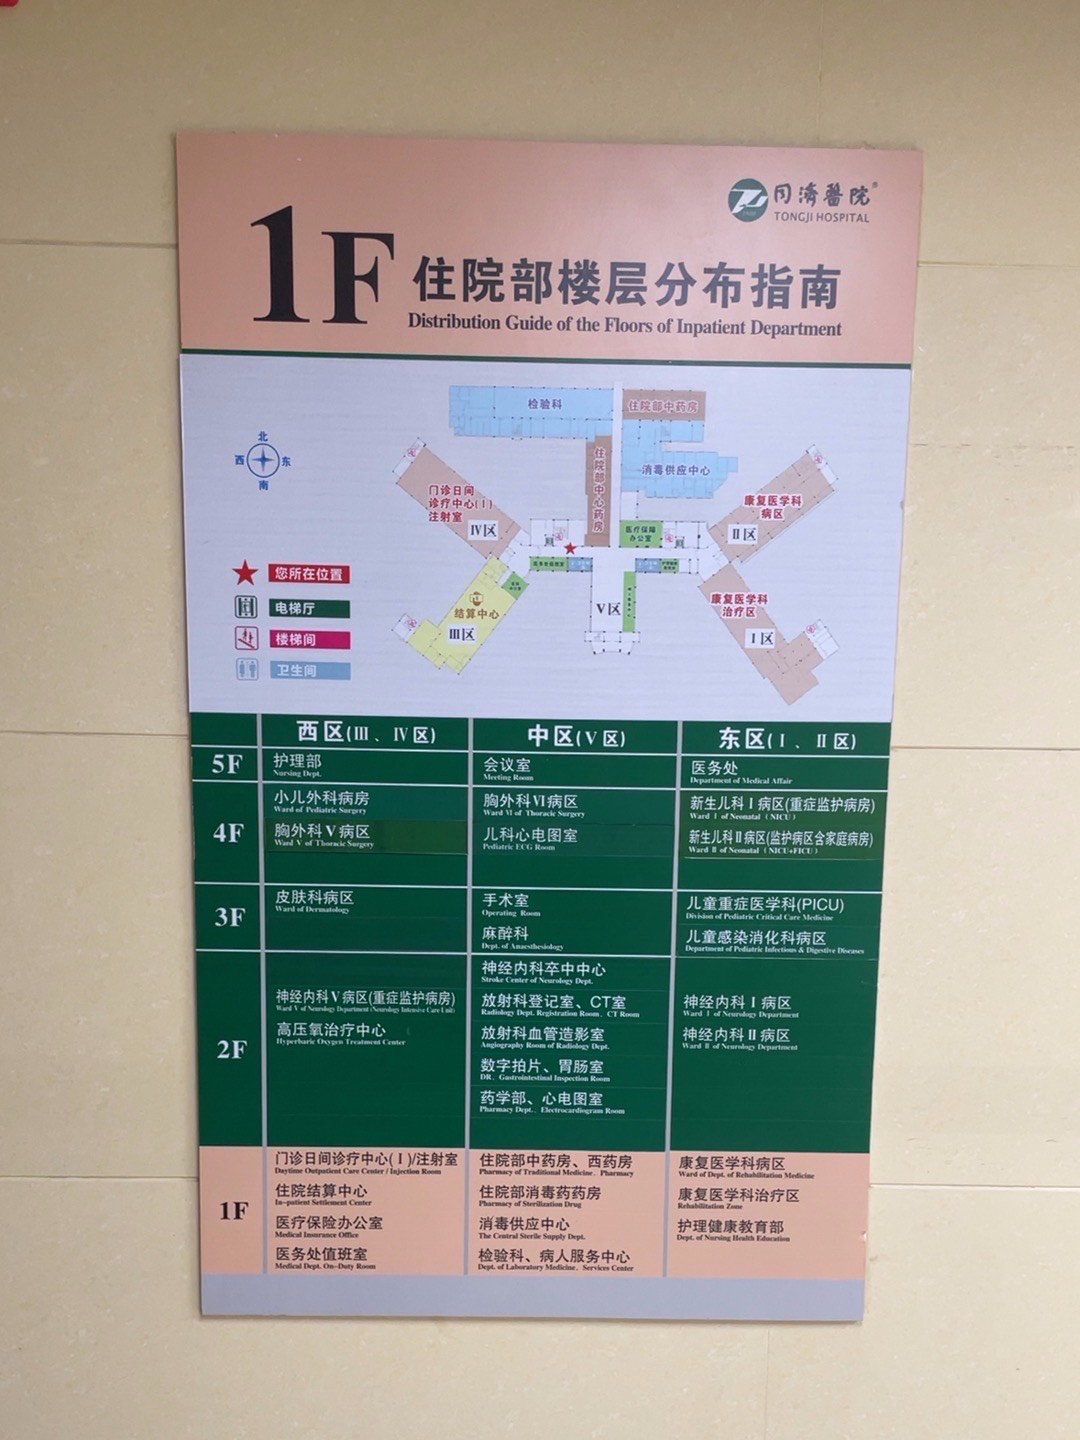 同濟醫院
TONGJI HOSPITAL
1F 住院部楼层分布指南
Distribution Guide of the Floors of Inpatient Department
检验科
住院部中药房
住院部中心药房
消毒供应中心
门诊日间
诊疗中心(Ⅰ)
注射室
Ⅳ区
医疗保障
办公室
康复医学科
病区
Ⅱ区
北
西
东
南
您所在位置
电梯厅
楼梯间
卫生间
结算中心
Ⅲ区
Ⅴ区
康复医学科
治疗区
Ⅰ区
西区(Ⅲ、Ⅳ区)
中区(Ⅴ区)
东区(Ⅰ、Ⅱ区)
5F
护理部
Nursing Dept.
会议室
Meeting Room
医务处
Department of Medical Affair
4F
小儿外科病房
Ward of Pediatric Surgery
胸外科Ⅴ病区
Ward Ⅴ of Thoracic Surgery
胸外科Ⅵ病区
Ward Ⅵ of Thoracic Surgery
儿科心电图室
Pediatric ECG Room
新生儿科Ⅰ病区(重症监护病房)
Ward Ⅰ of Neonatal（NICU）
新生儿科Ⅱ病区(监护病区含家庭病房)
Ward Ⅱ of Neonatal（NICU+FICU）
3F
皮肤科病区
Ward of Dermatology
手术室
Operating Room
麻醉科
Dept. of Anaesthesiology
儿童重症医学科(PICU)
Division of Pediatric Critical Care Medicine
儿童感染消化科病区
Department of Pediatric Infectious & Digestive Diseases
2F
神经内科Ⅴ病区(重症监护病房)
Ward Ⅴ of Neurology Department (Neurology Intensive Care Unit)
高压氧治疗中心
Hyperbaric Oxygen Treatment Center
神经内科卒中中心
Stroke Center of Neurology Dept.
放射科登记室、CT室
Radiology Dept. Registration Room、CT Room
放射科血管造影室
Angiography Room of Radiology Dept.
数字拍片、胃肠室
DR、Gastrointestinal Inspection Room
药学部、心电图室
Pharmacy Dept.、Electrocardiogram Room
神经内科Ⅰ病区
Ward Ⅰ of Neurology Department
神经内科Ⅱ病区
Ward Ⅱ of Neurology Department
1F
门诊日间诊疗中心(Ⅰ)/注射室
Daytime Outpatient Care Center / Injection Room
住院结算中心
In-patient Settlement Center
医疗保险办公室
Medical Insurance Office
医务处值班室
Medical Dept. On-Duty Room
住院部中药房、西药房
Pharmacy of Traditional Medicine、Pharmacy
住院部消毒药药房
Pharmacy of Sterilization Drug
消毒供应中心
The Central Sterile Supply Dept.
检验科、病人服务中心
Dept. of Laboratory Medicine、Services Center
康复医学科病区
Ward of Dept. of Rehabilitation Medicine
康复医学科治疗区
Rehabilitation Zone
护理健康教育部
Dept. of Nursing Health Education